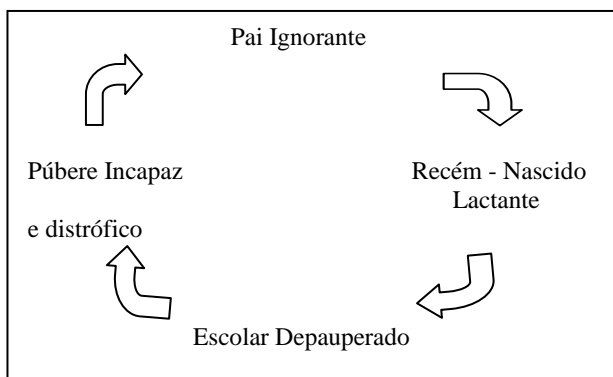 Pai Ignorante
Púbere Incapaz
e distrófico
Recém - Nascido
Lactante
Escolar Depauperado